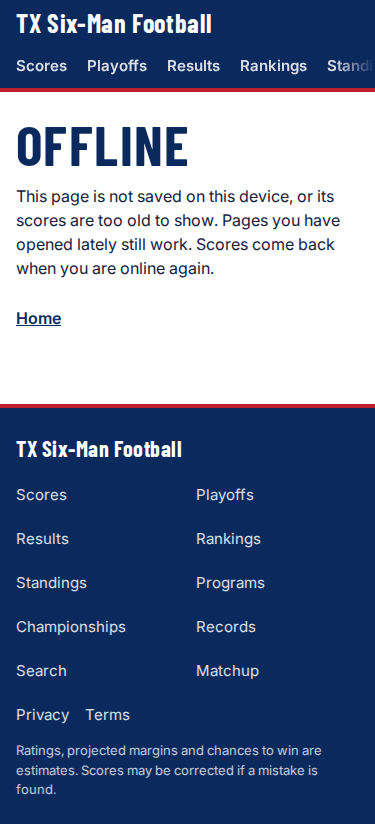 TX Six-Man Football
Scores Playoffs Results Rankings Standi
OFFLINE
This page is not saved on this device, or its
scores are too old to show. Pages you have
opened lately still work. Scores come back
when you are online again.
Home
TX Six-Man Football
Scores Playoffs
Results Rankings
Standings Programs
Championships Records
Search Matchup
Privacy Terms
Ratings, projected margins and chances to win are
estimates. Scores may be corrected if a mistake is
found.